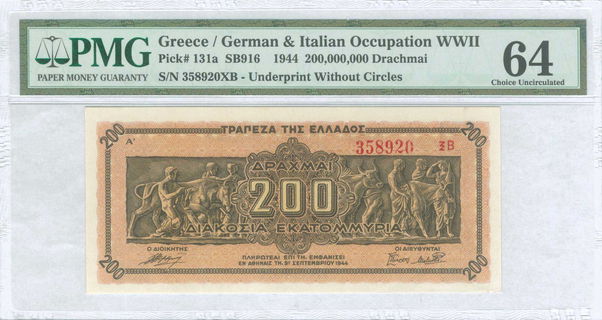 PMG
PAPER MONEY GUARANTY
Greece / German & Italian Occupation WWII
Pick# 131a SB916 1944 200,000,000 Drachmai
S/N 358920XB - Underprint Without Circles
64
Choice Uncirculated
200
200
ΤΡΑΠΕΖΑ ΤΗΣ ΕΛΛΑΔΟΣ
Α'
358920 ΞΒ
ΔΡΑΧΜΑΙ
200
ΔΙΑΚΟΣΙΑ ΕΚΑΤΟΜΜΥΡΙΑ
Ο ΔΙΟΙΚΗΤΗΣ
ΟΙ ΔΙΕΥΘΥΝΤΑΙ
ΠΛΗΡΩΤΕΑΙ ΕΠΙ ΤΗ ΕΜΦΑΝΙΣΕΙ
ΕΝ ΑΘΗΝΑΙΣ ΤΗ 9ῃ ΣΕΠΤΕΜΒΡΙΟΥ 1944
200
200